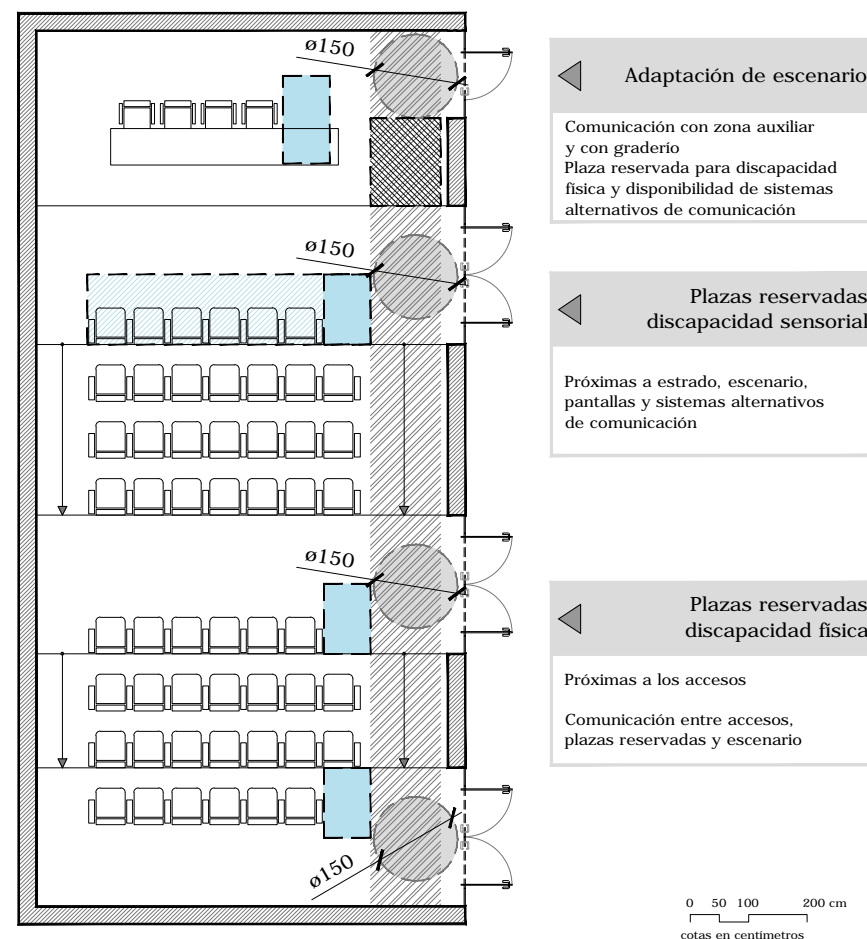 ø150
Adaptación de escenario
Comunicación con zona auxiliar
y con graderío
Plaza reservada para discapacidad
física y disponibilidad de sistemas
alternativos de comunicación
ø150
Plazas reservadas
discapacidad sensorial
Próximas a estrado, escenario,
pantallas y sistemas alternativos
de comunicación
ø150
Plazas reservadas
discapacidad física
Próximas a los accesos
Comunicación entre accesos,
plazas reservadas y escenario
ø150
0 50 100 200 cm
cotas en centímetros